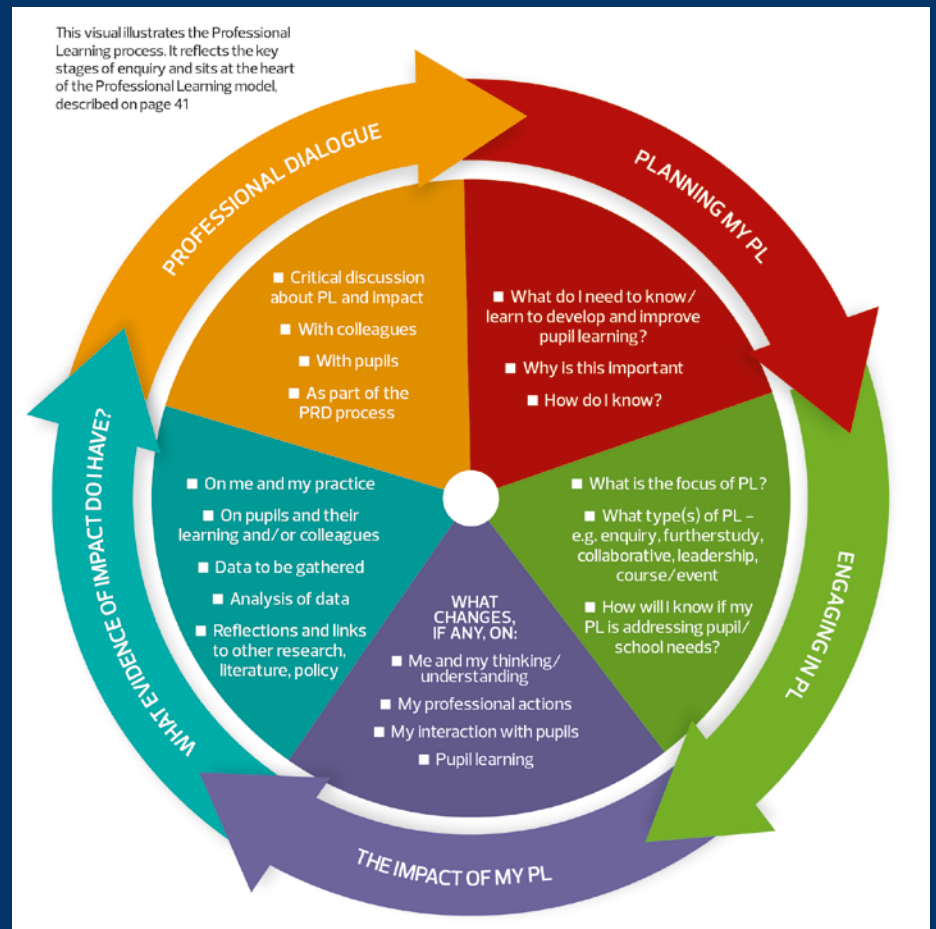 This visual illustrates the Professional
Learning process. It reflects the key
stages of enquiry and sits at the heart
of the Professional Learning model,
described on page 41
PROFESSIONAL DIALOGUE
■ Critical discussion
about PL and impact
■ With colleagues
■ With pupils
■ As part of the
PRD process
PLANNING MY PL
■ What do I need to know/
learn to develop and improve
pupil learning?
■ Why is this important
■ How do I know?
ENGAGING IN PL
■ What is the focus of PL?
■ What type(s) of PL –
e.g. enquiry, furtherstudy,
collaborative, leadership,
course/event
■ How will I know if my
PL is addressing pupil/
school needs?
THE IMPACT OF MY PL
WHAT
CHANGES,
IF ANY, ON:
■ Me and my thinking/
understanding
■ My professional actions
■ My interaction with pupils
■ Pupil learning
WHAT EVIDENCE OF IMPACT DO I HAVE?
■ On me and my practice
■ On pupils and their
learning and/or colleagues
■ Data to be gathered
■ Analysis of data
■ Reflections and links
to other research,
literature, policy